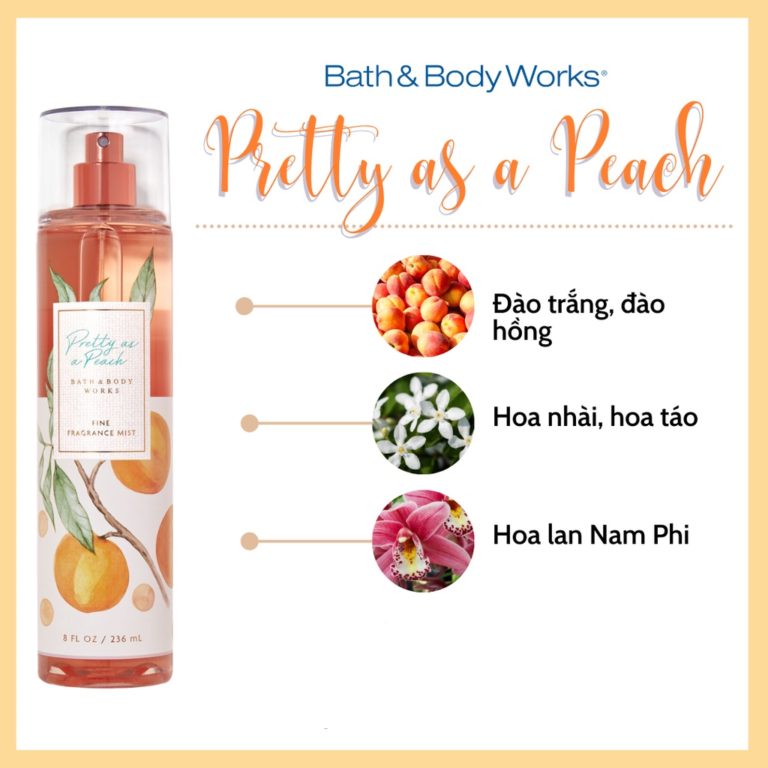 Bath & Body Works®
Pretty as a Peach
Đào trắng, đào
hồng
Hoa nhài, hoa táo
Hoa lan Nam Phi
Pretty as
a Peach
BATH & BODY
WORKS
FINE
FRAGRANCE MIST
8 FL OZ / 236 mL